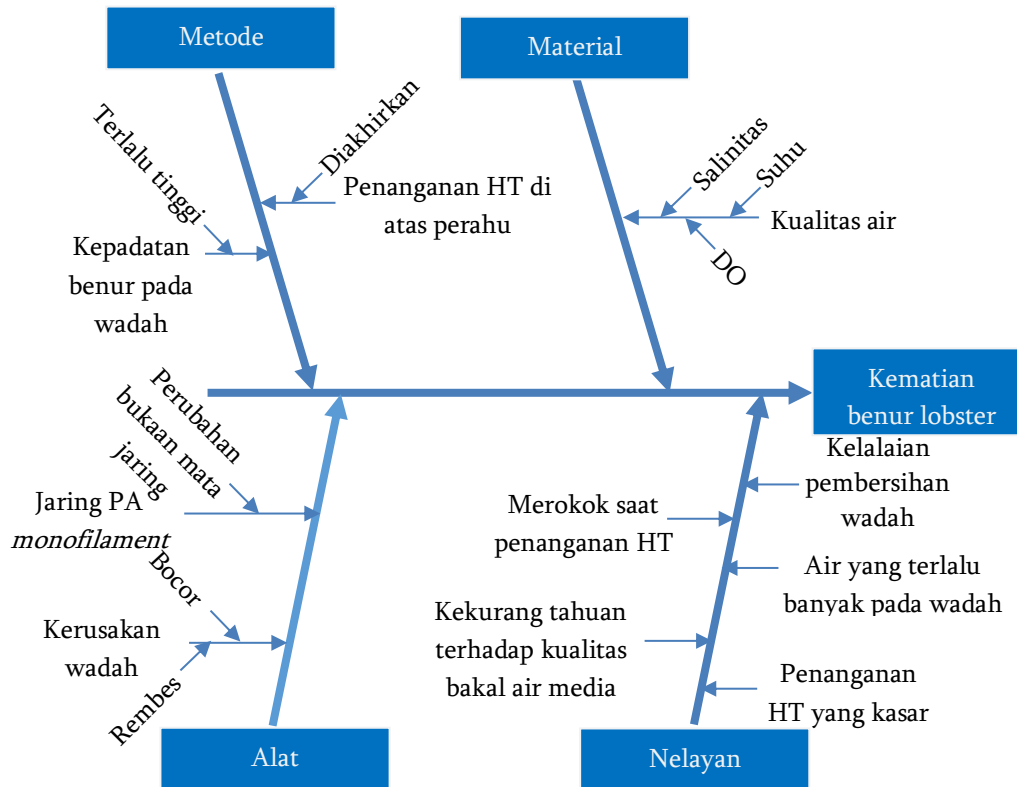 Metode
Material
Terlalu tinggi
Diakhirkan
Penanganan HT di
atas perahu
Kepadatan
benur pada
wadah
Salinitas
Suhu
Kualitas air
DO
Kematian
benur lobster
Perubahan
bukaan mata
jaring
Jaring PA
monofilament
Bocor
Kerusakan
wadah
Rembes
Kelalaian
pembersihan
wadah
Merokok saat
penanganan HT
Air yang terlalu
banyak pada wadah
Kekurang tahuan
terhadap kualitas
bakal air media
Penanganan
HT yang kasar
Alat
Nelayan